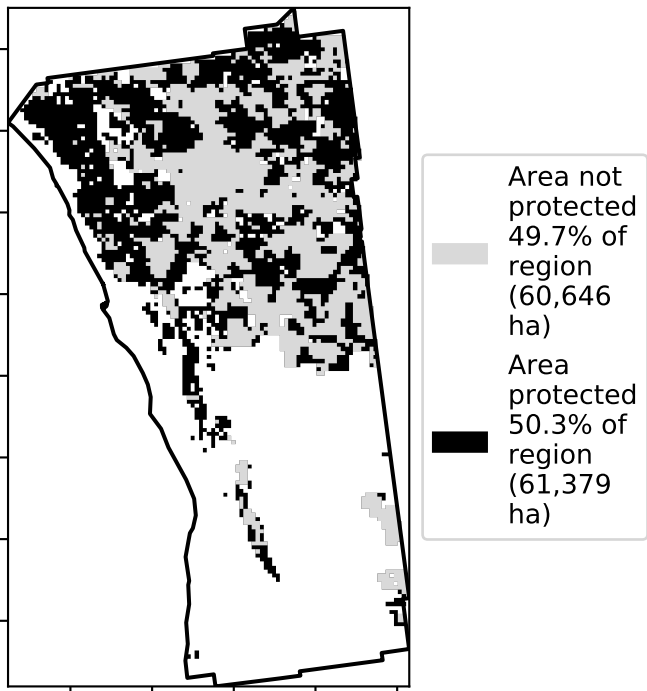 Area not
protected
49.7% of
region
(60,646
ha)
Area
protected
50.3% of
region
(61,379
ha)